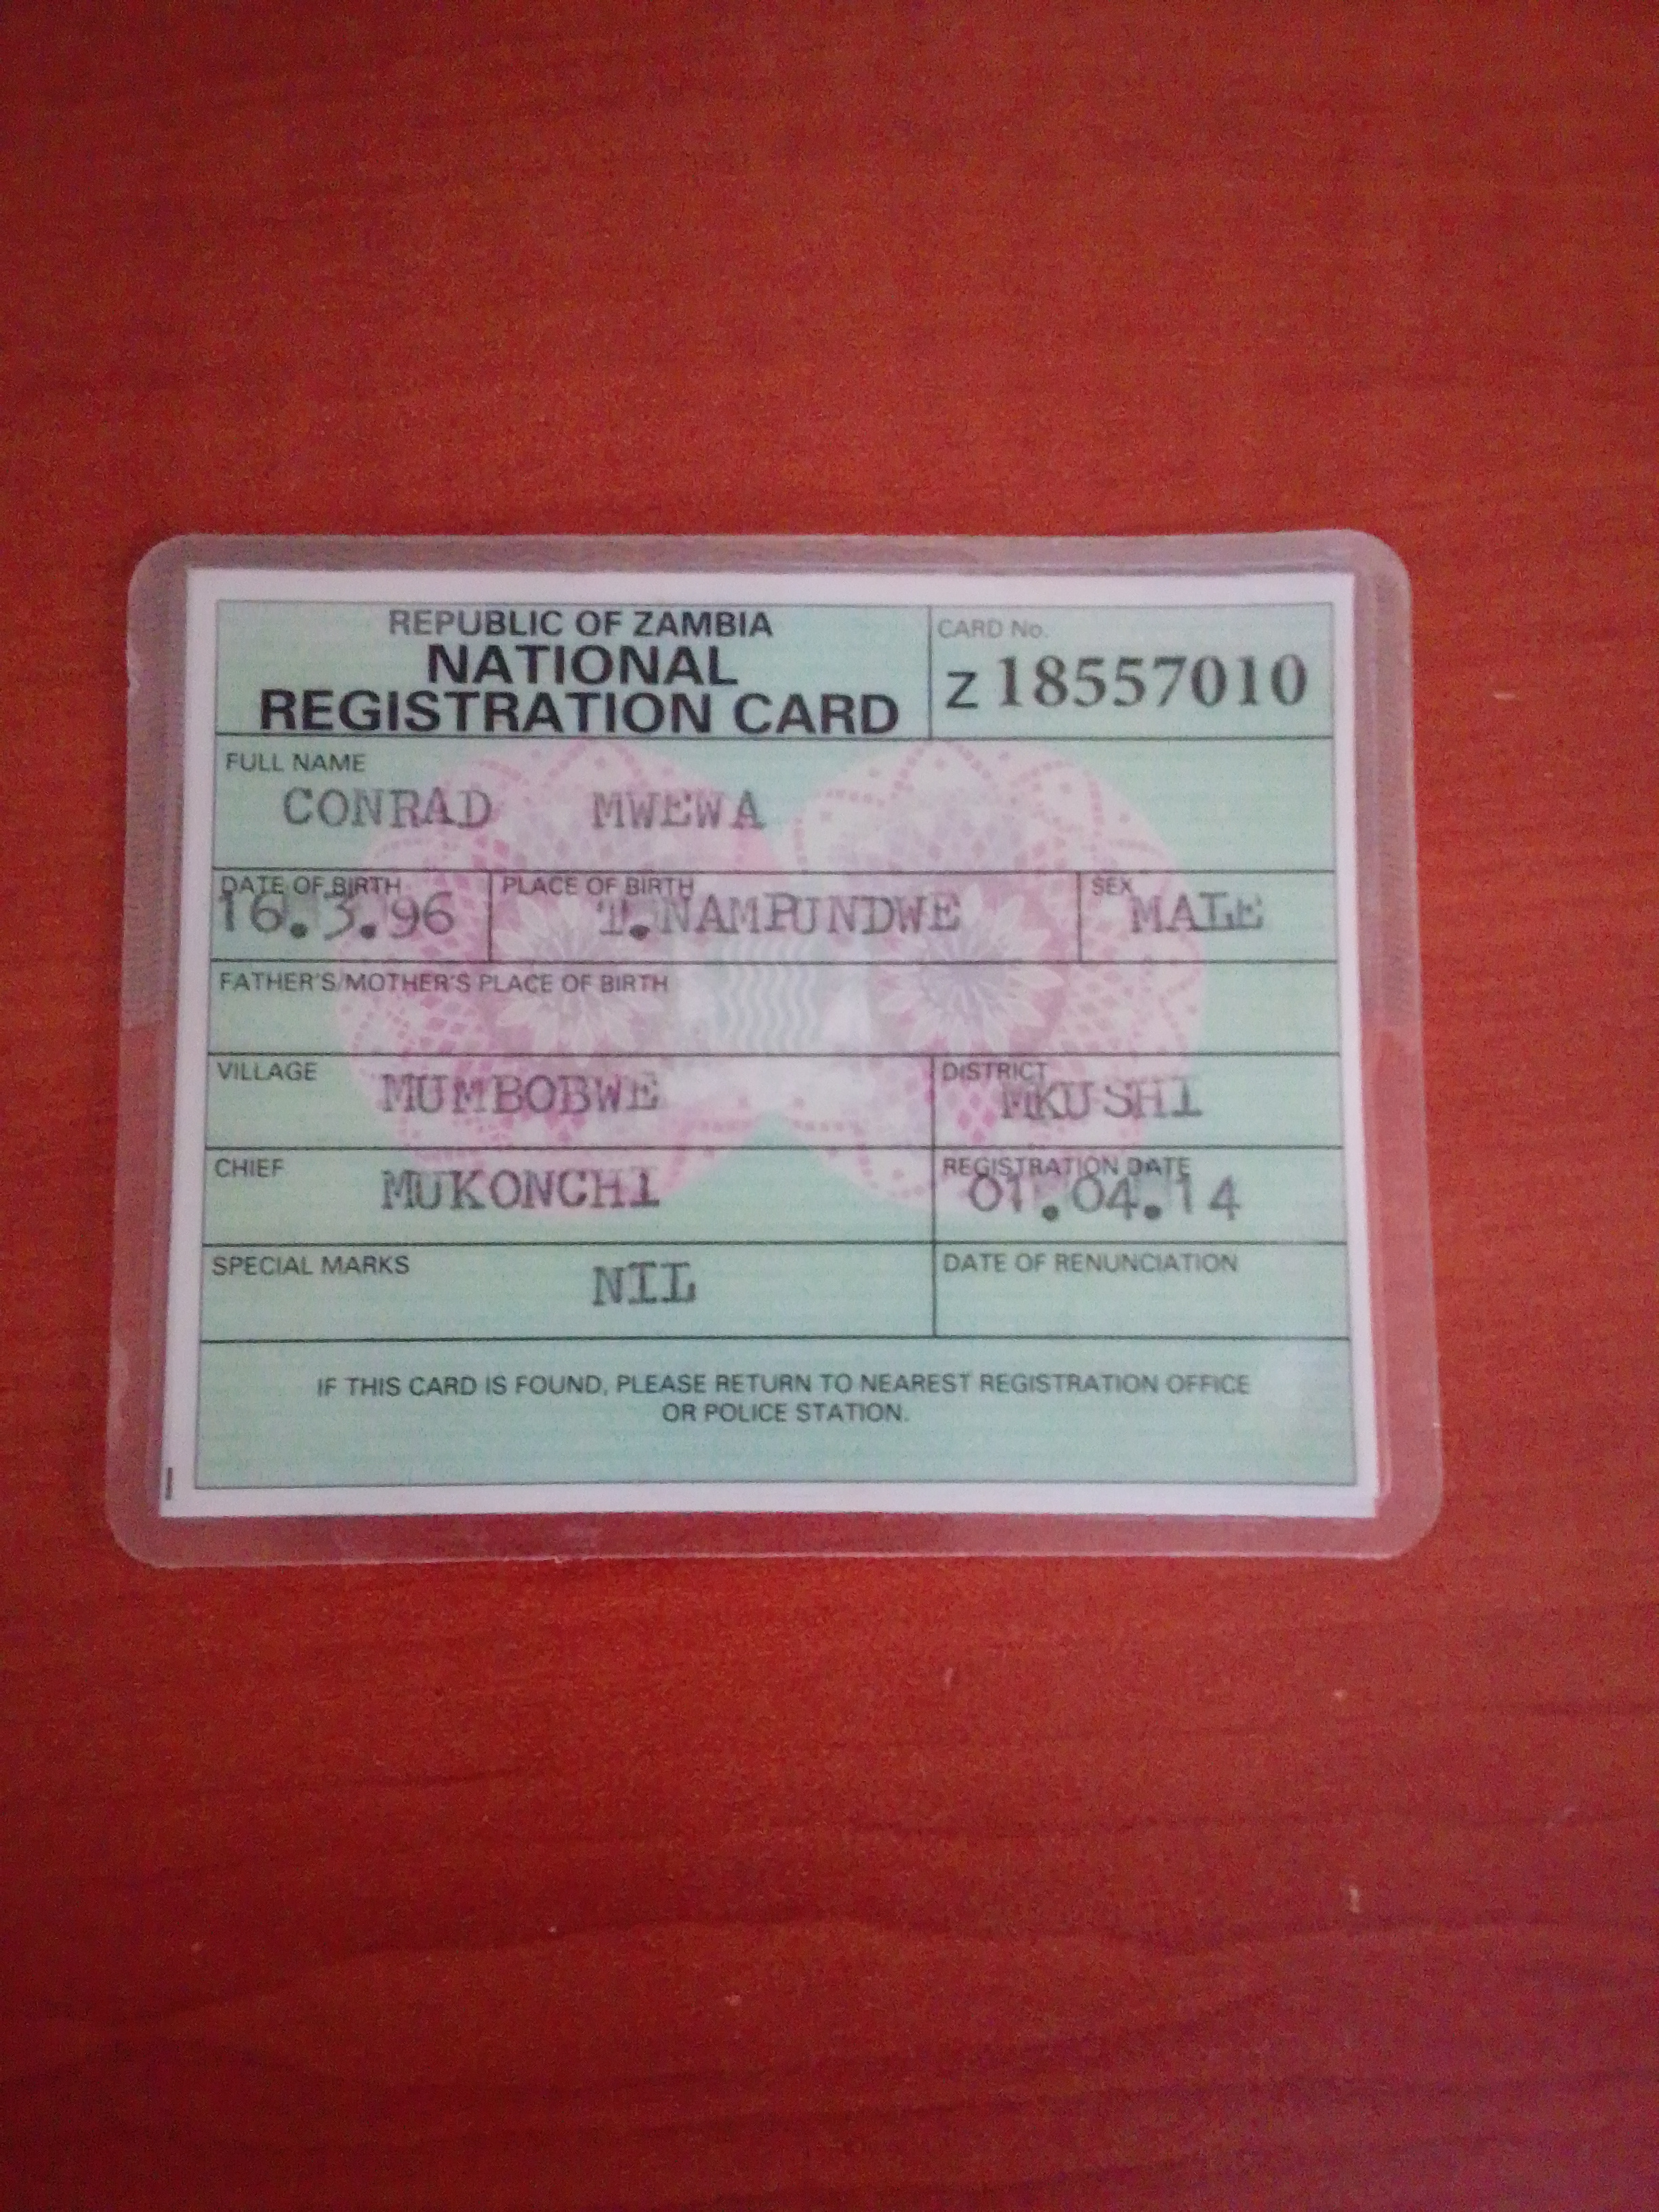 REPUBLIC OF ZAMBIA
NATIONAL
REGISTRATION CARD
CARD No.
Z 18557010
FULL NAME
CONRAD MWEWA
DATE OF BIRTH
16.3.96
PLACE OF BIRTH
T.NAMPUNDWE
SEX
MALE
FATHER'S/MOTHER'S PLACE OF BIRTH
VILLAGE
MUMBOBWE
DISTRICT
MKUSHI
CHIEF
MUKONCHI
REGISTRATION DATE
01.04.14
SPECIAL MARKS
NIL
DATE OF RENUNCIATION
IF THIS CARD IS FOUND, PLEASE RETURN TO NEAREST REGISTRATION OFFICE
OR POLICE STATION.